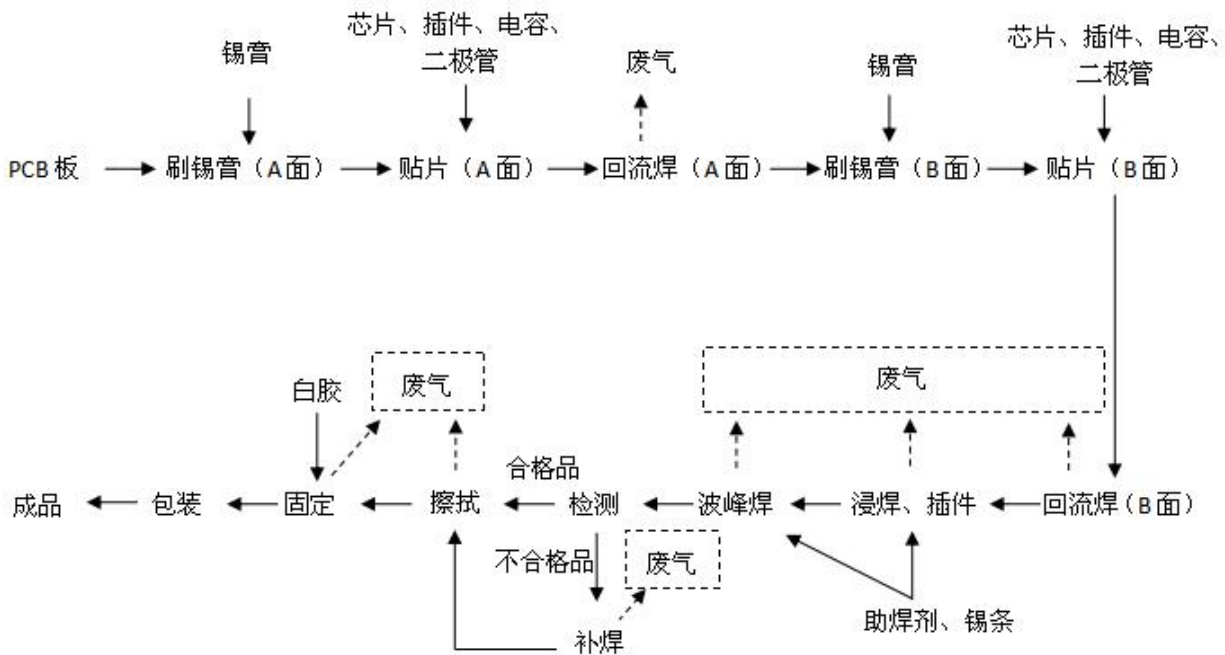 锡膏
芯片、插件、电容、
二极管
废气
锡膏
芯片、插件、电容、
二极管
PCB板
刷锡膏（A面）
贴片（A面）
回流焊（A面）
刷锡膏（B面）
贴片（B面）
白胶
废气
废气
合格品
成品
包装
固定
擦拭
检测
波峰焊
浸焊、插件
回流焊（B面）
不合格品
废气
助焊剂、锡条
补焊